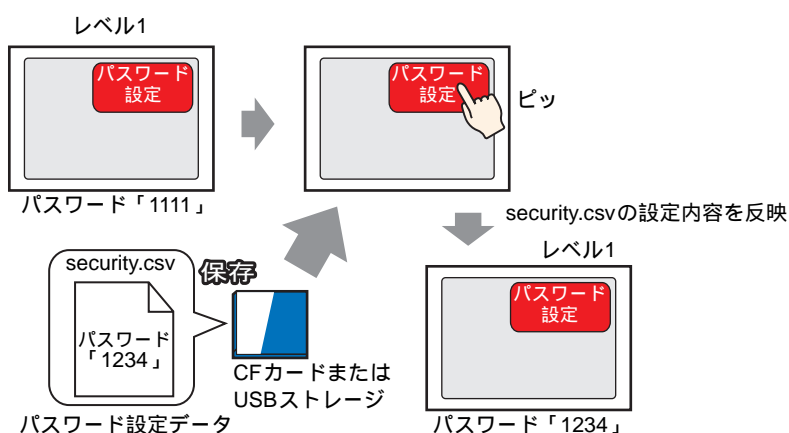 レベル1
パスワード
設定
パスワード「1111」
パスワード
設定
ピッ
security.csvの設定内容を反映
security.csv
パスワード
「1234」
保存
CFカードまたは
USBストレージ
パスワード設定データ
レベル1
パスワード
設定
パスワード「1234」